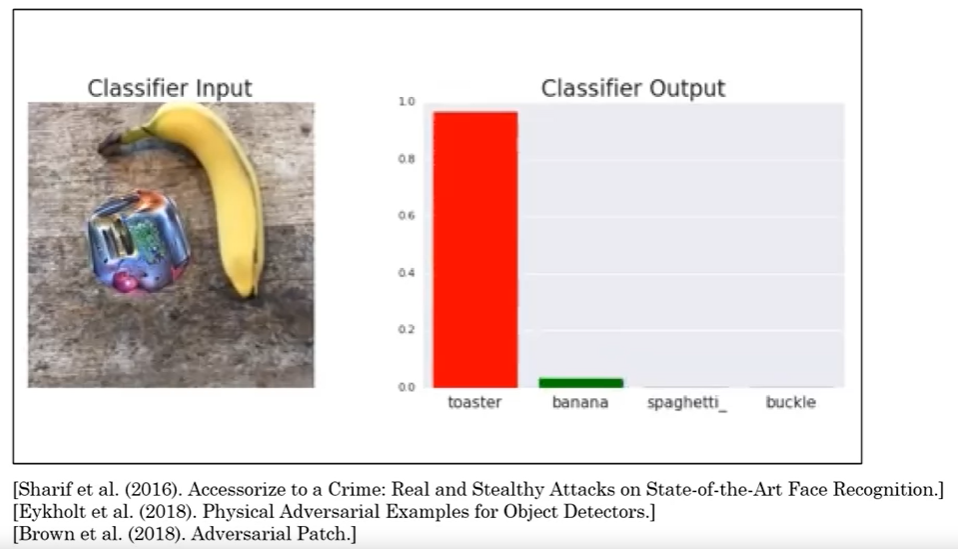 Classifier Input
Classifier Output
1.0
0.8
0.6
0.4
0.2
0.0
toaster
banana
spaghetti_
buckle
[Sharif et al. (2016). Accessorize to a Crime: Real and Stealthy Attacks on State-of-the-Art Face Recognition.]
[Eykholt et al. (2018). Physical Adversarial Examples for Object Detectors.]
[Brown et al. (2018). Adversarial Patch.]